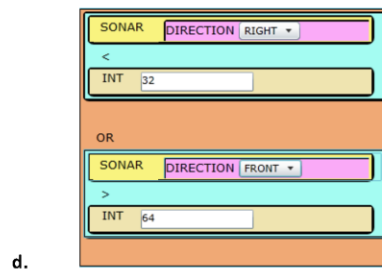 SONAR DIRECTION RIGHT
<
INT 32
OR
SONAR DIRECTION FRONT
>
INT 64
d.